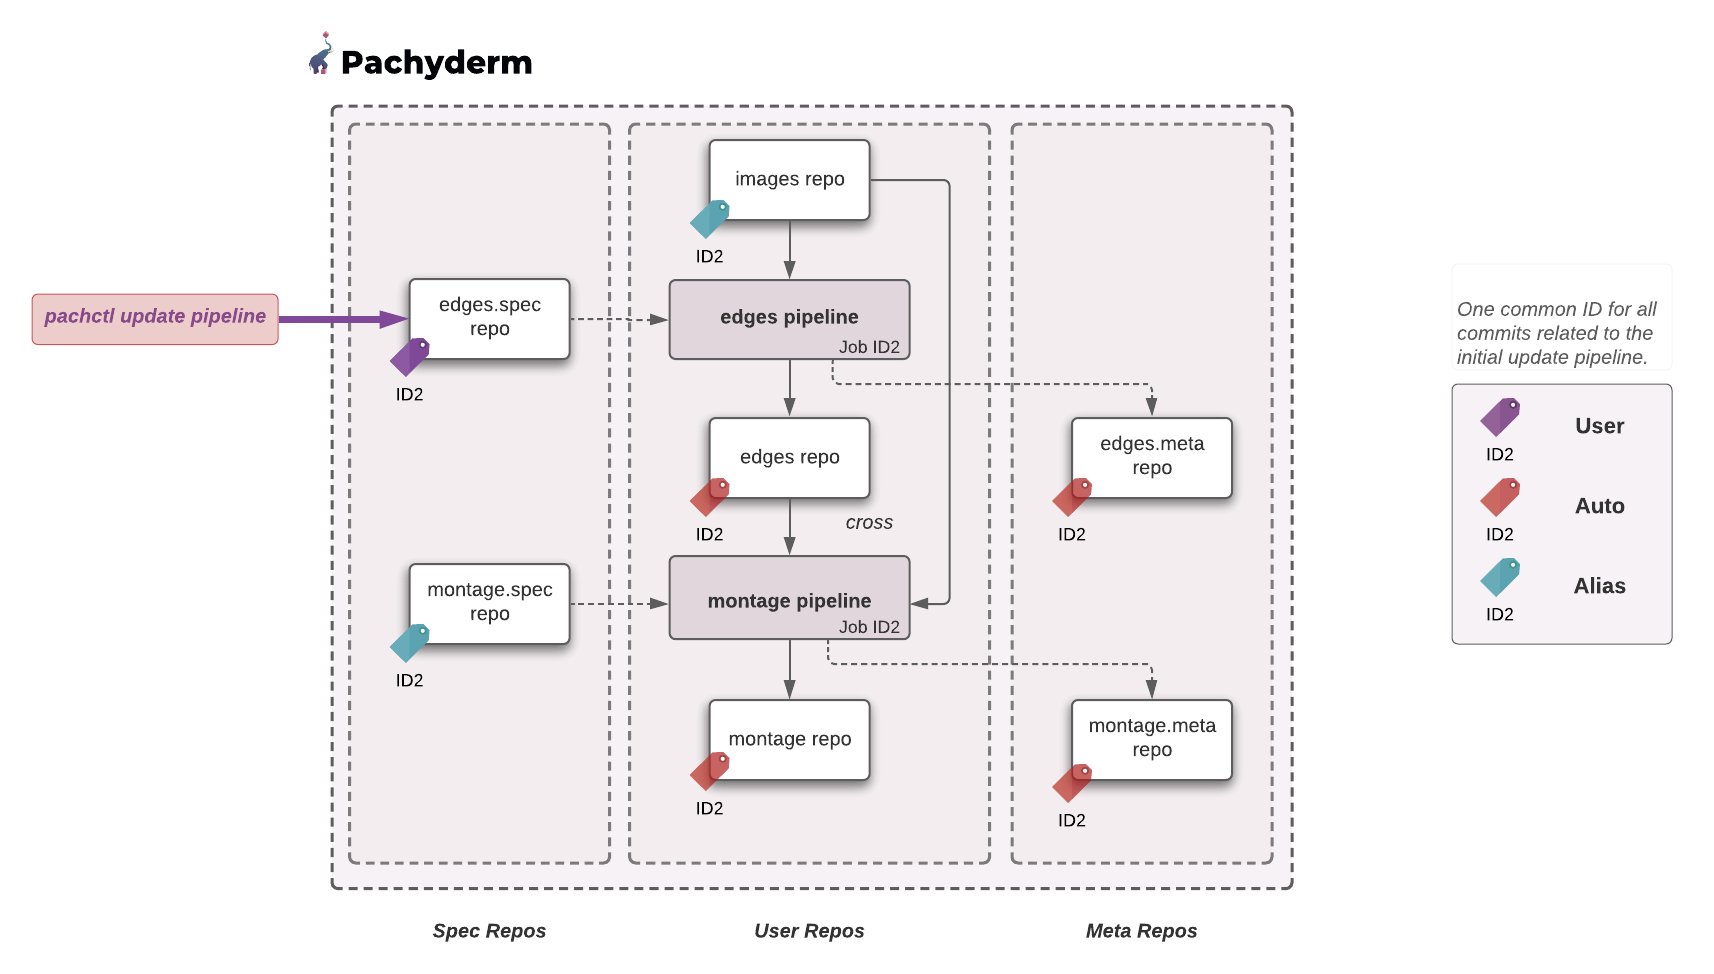 Pachyderm
images repo
ID2
pachctl update pipeline
edges.spec
repo
ID2
edges pipeline
Job ID2
edges repo
ID2
cross
edges.meta
repo
ID2
montage.spec
repo
ID2
montage pipeline
Job ID2
montage repo
ID2
montage.meta
repo
ID2
Spec Repos
User Repos
Meta Repos
One common ID for all
commits related to the
initial update pipeline.
User
ID2
Auto
ID2
Alias
ID2